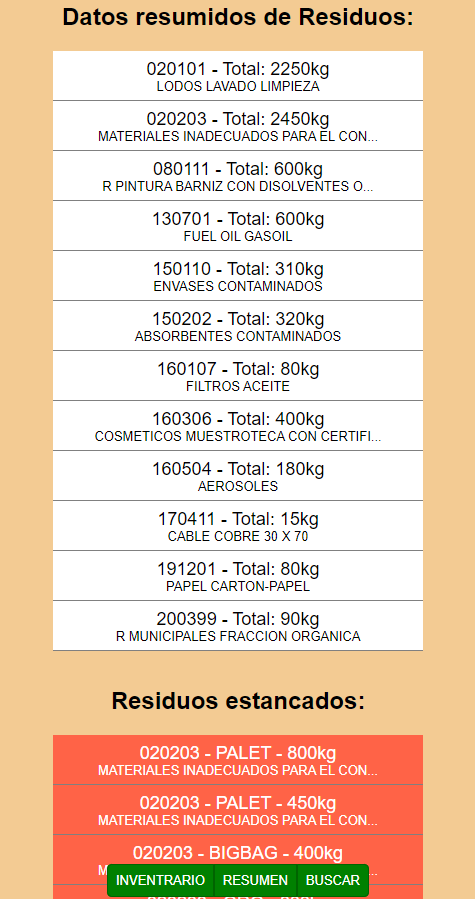 Datos resumidos de Residuos:
020101 - Total: 2250kg
LODOS LAVADO LIMPIEZA
020203 - Total: 2450kg
MATERIALES INADECUADOS PARA EL CON...
080111 - Total: 600kg
R PINTURA BARNIZ CON DISOLVENTES O...
130701 - Total: 600kg
FUEL OIL GASOIL
150110 - Total: 310kg
ENVASES CONTAMINADOS
150202 - Total: 320kg
ABSORBENTES CONTAMINADOS
160107 - Total: 80kg
FILTROS ACEITE
160306 - Total: 400kg
COSMETICOS MUESTROTECA CON CERTIFI...
160504 - Total: 180kg
AEROSOLES
170411 - Total: 15kg
CABLE COBRE 30 X 70
191201 - Total: 80kg
PAPEL CARTON-PAPEL
200399 - Total: 90kg
R MUNICIPALES FRACCION ORGANICA
Residuos estancados:
020203 - PALET - 800kg
MATERIALES INADECUADOS PARA EL CON...
020203 - PALET - 450kg
MATERIALES INADECUADOS PARA EL CON...
020203 - BIGBAG - 400kg
INVENTARIO RESUMEN BUSCAR